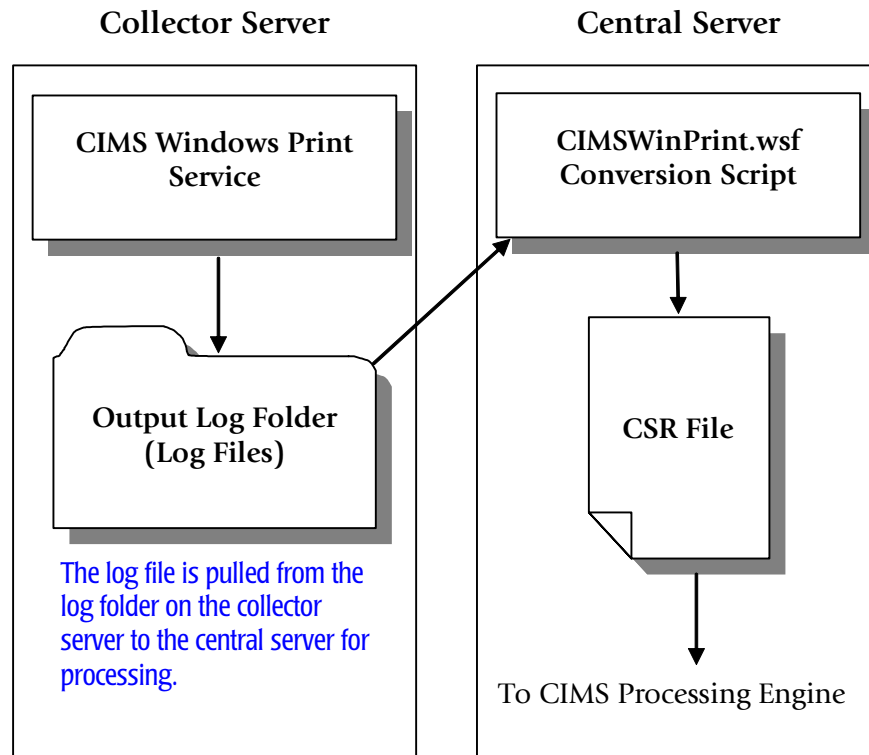 Collector Server
Central Server
CIMS Windows Print
Service
CIMSWinPrint.wsf
Conversion Script
Output Log Folder
(Log Files)
CSR File
The log file is pulled from the
log folder on the collector
server to the central server for
processing.
To CIMS Processing Engine